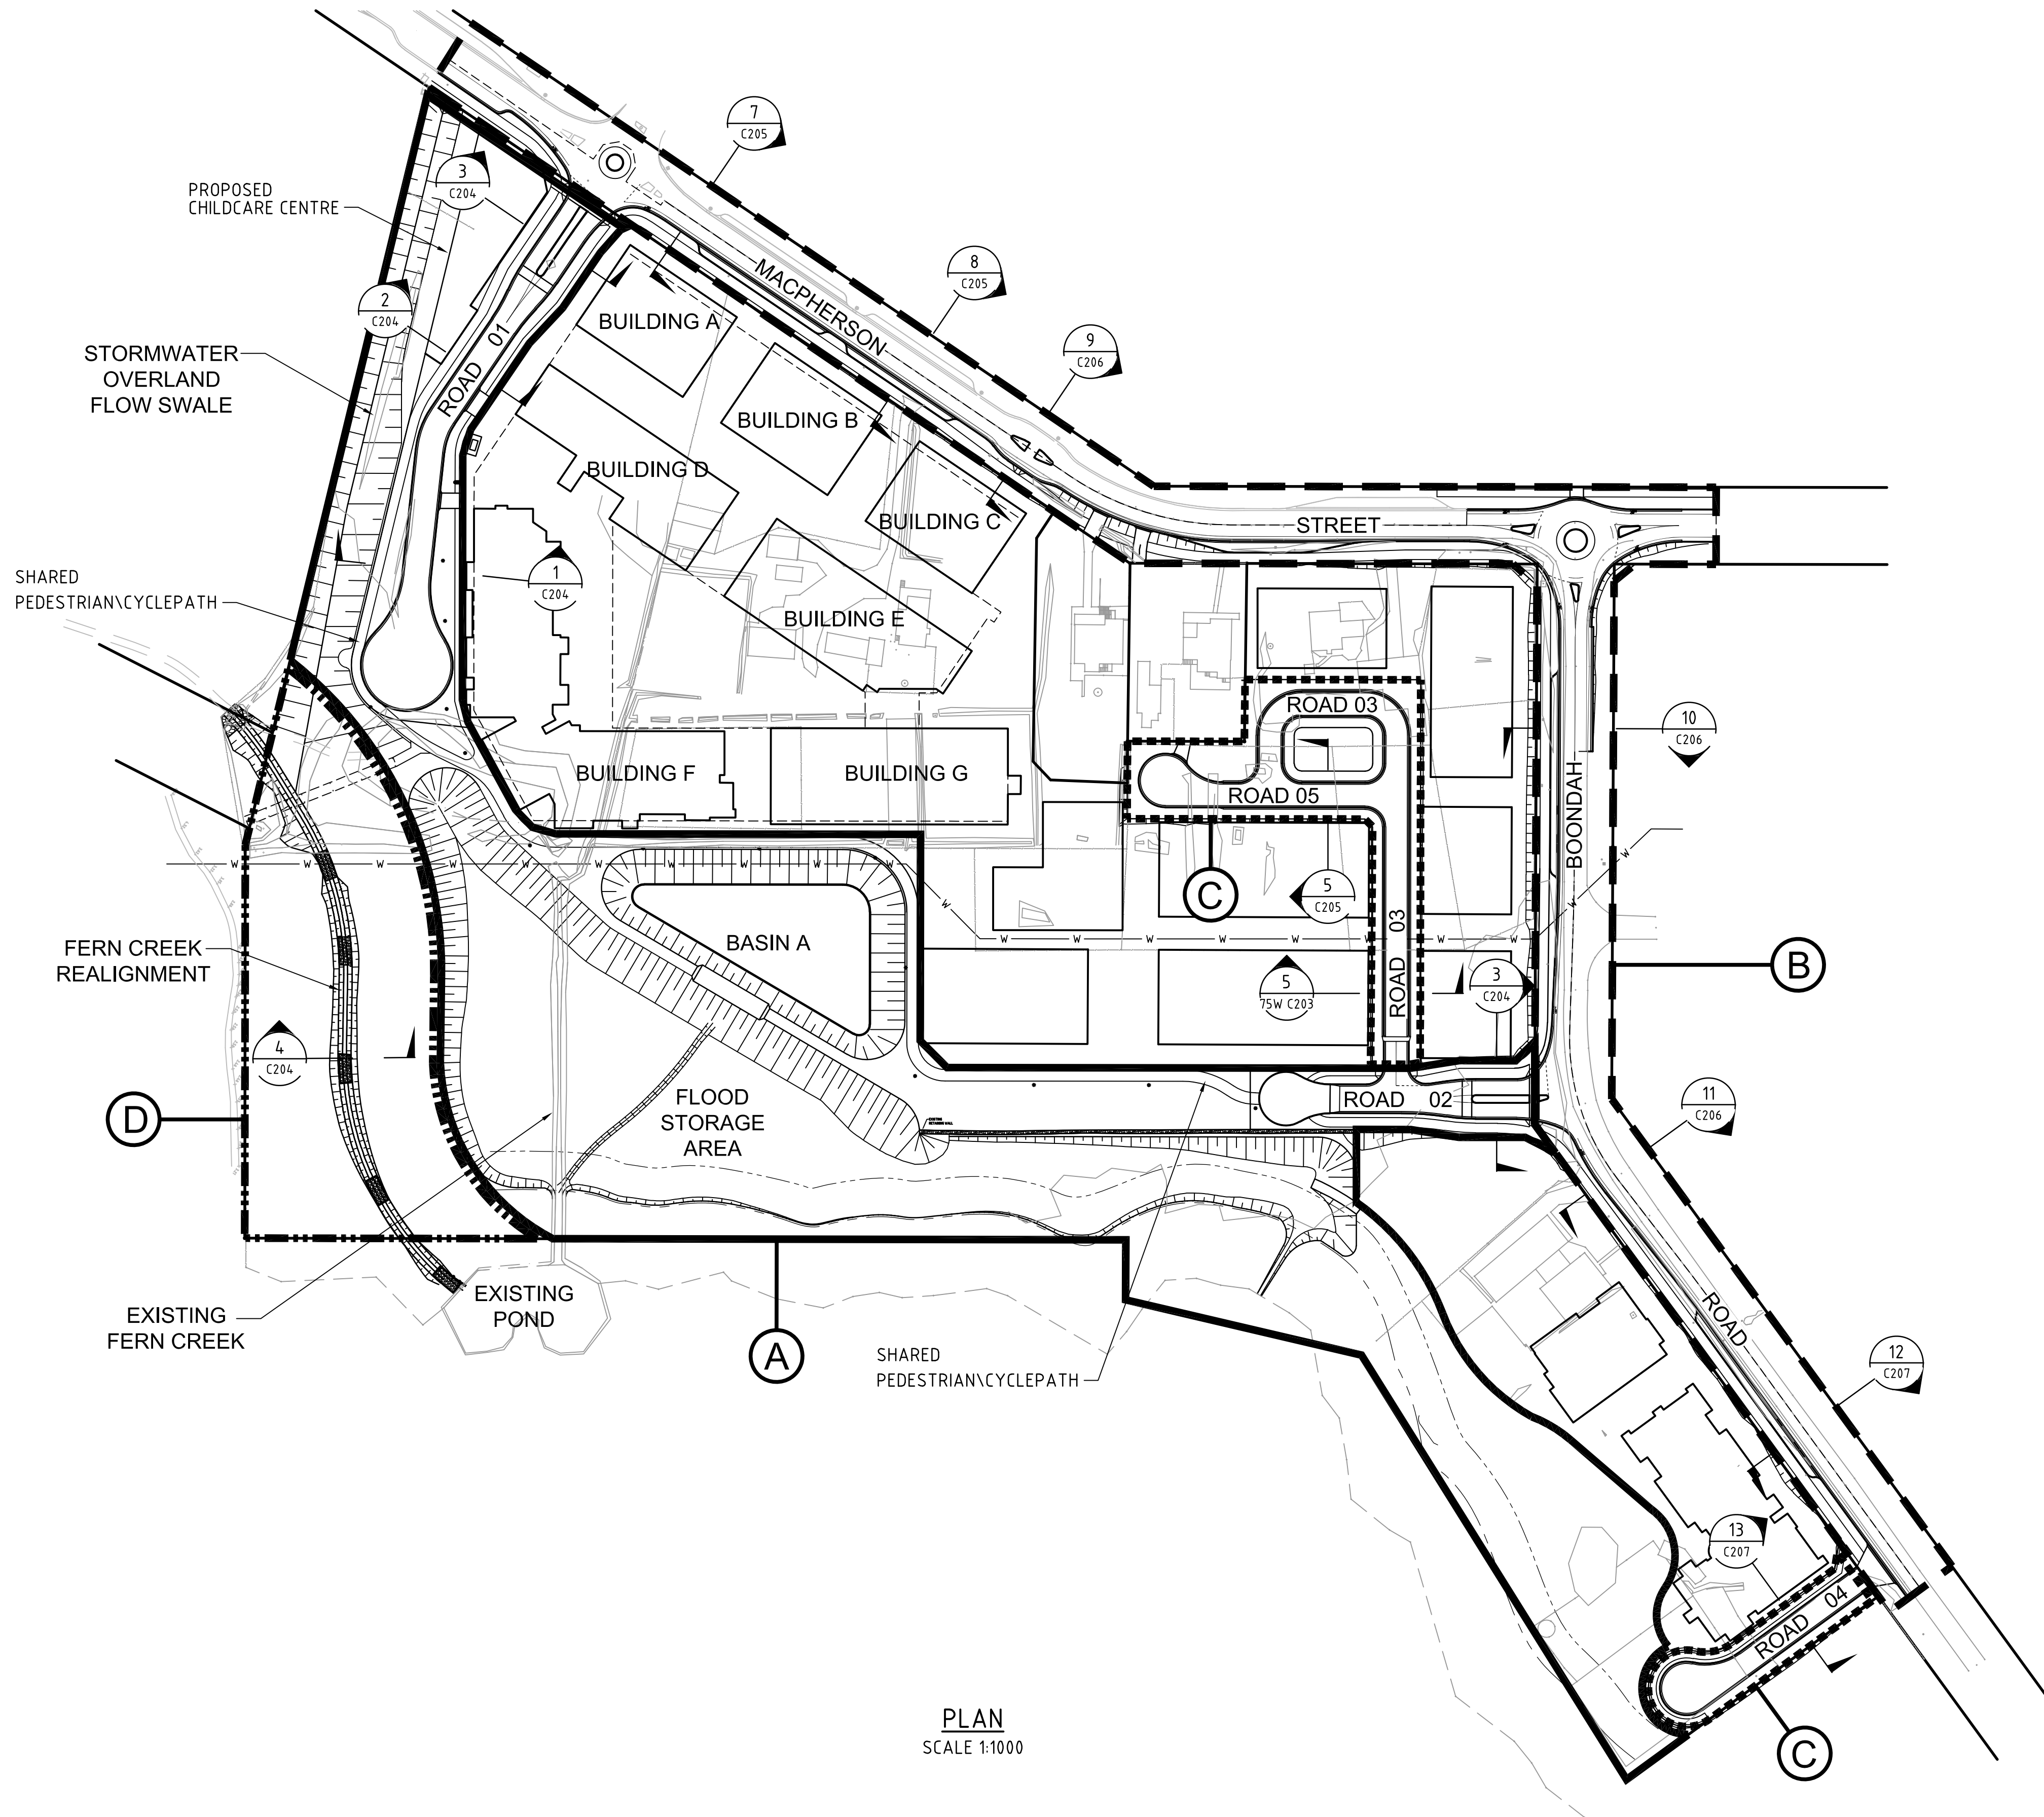 7
C205
3
C204
PROPOSED
CHILDCARE CENTRE
8
C205
MACPHERSON
2
C204
BUILDING A
9
C206
ROAD 01
STORMWATER
OVERLAND
FLOW SWALE
BUILDING B
BUILDING D
BUILDING C
STREET
1
C204
SHARED
PEDESTRIAN\CYCLEPATH
BUILDING E
ROAD 03
10
C206
BUILDING F
BUILDING G
ROAD 05
BOONDAH
W W W W W W W W W W
W
W
W
W W W W W W W W
C
5
C205
BASIN A
ROAD 03
FERN CREEK
REALIGNMENT
B
5
75W C203
3
C204
4
C204
D
FLOOD
STORAGE
AREA
EXISTING
RETAINING WALL
ROAD 02
11
C206
EXISTING
POND
EXISTING
FERN CREEK
A
SHARED
PEDESTRIAN\CYCLEPATH
ROAD
12
C207
13
C207
ROAD 04
C
PLAN
SCALE 1:1000